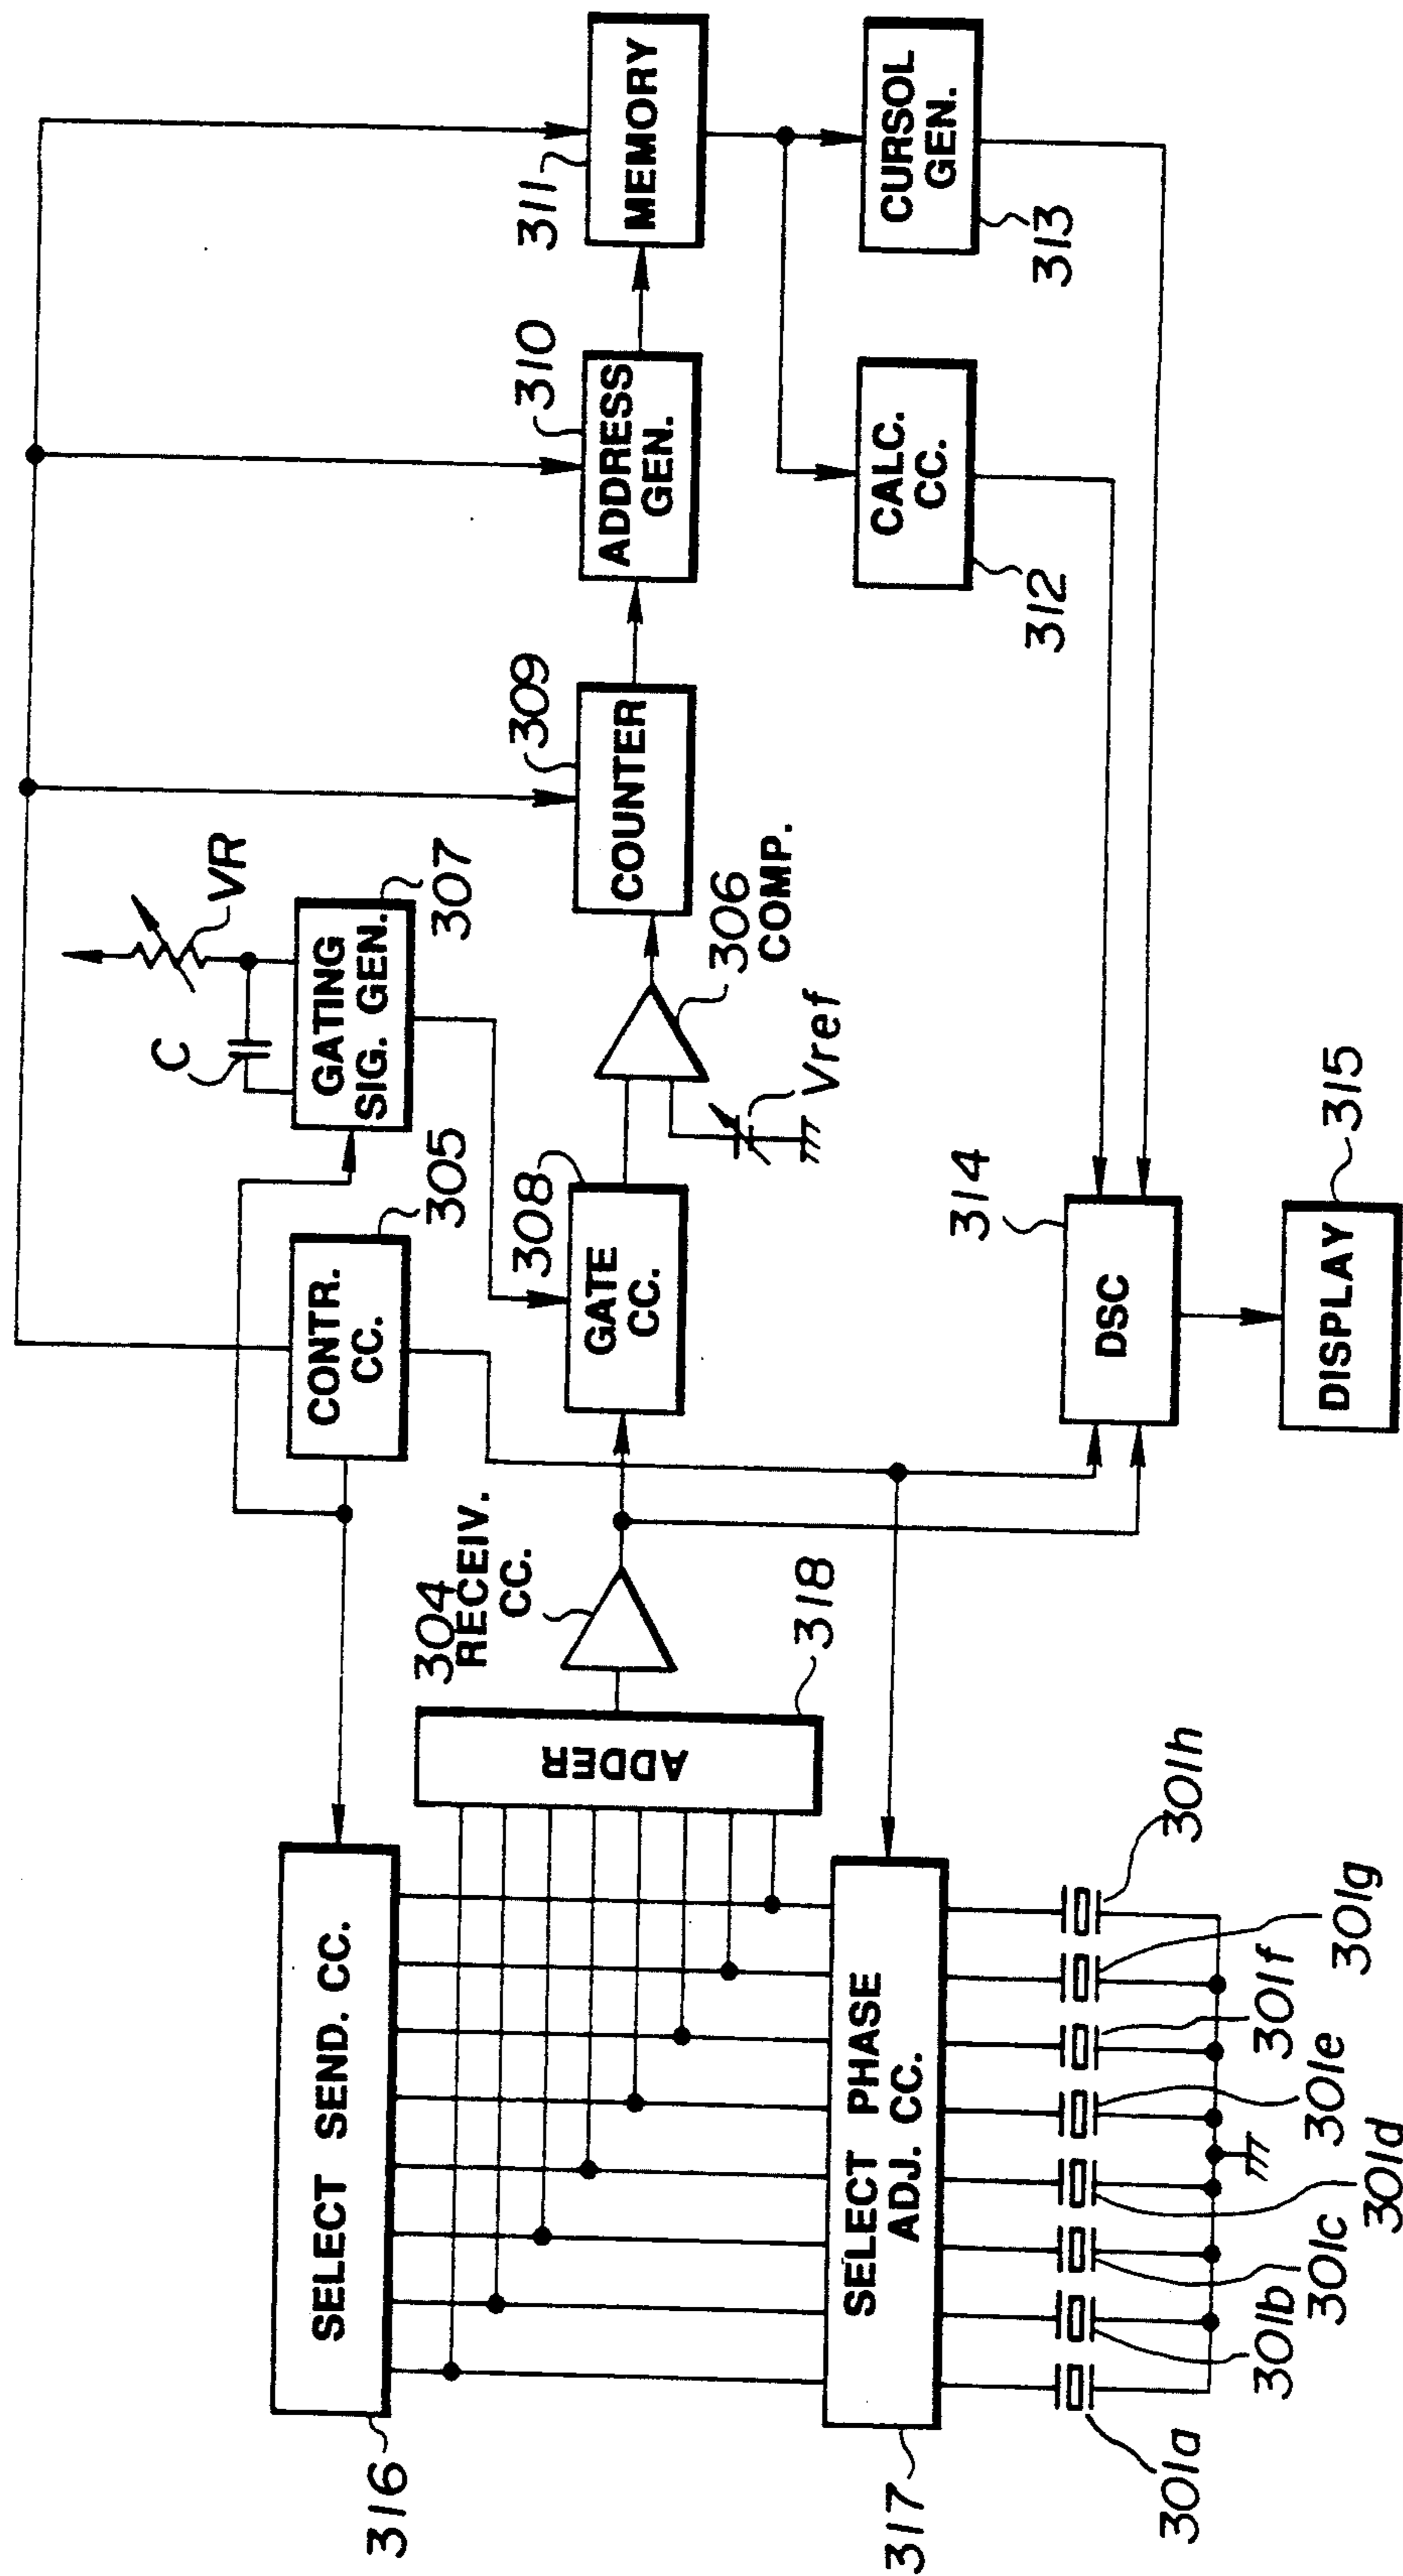 316
SELECT SEND. CC.
CONTR.
CC.
305
C
VR
GATING
SIG. GEN.
307
304
RECEIV.
CC.
ADDER
318
308
GATE
CC.
306
COMP.
Vref
309
COUNTER
310
ADDRESS
GEN.
311
MEMORY
317
SELECT PHASE
ADJ. CC.
301a
301b
301c
301d
301e
301f
301g
301h
312
CALC.
CC.
313
CURSOL
GEN.
314
DSC
315
DISPLAY